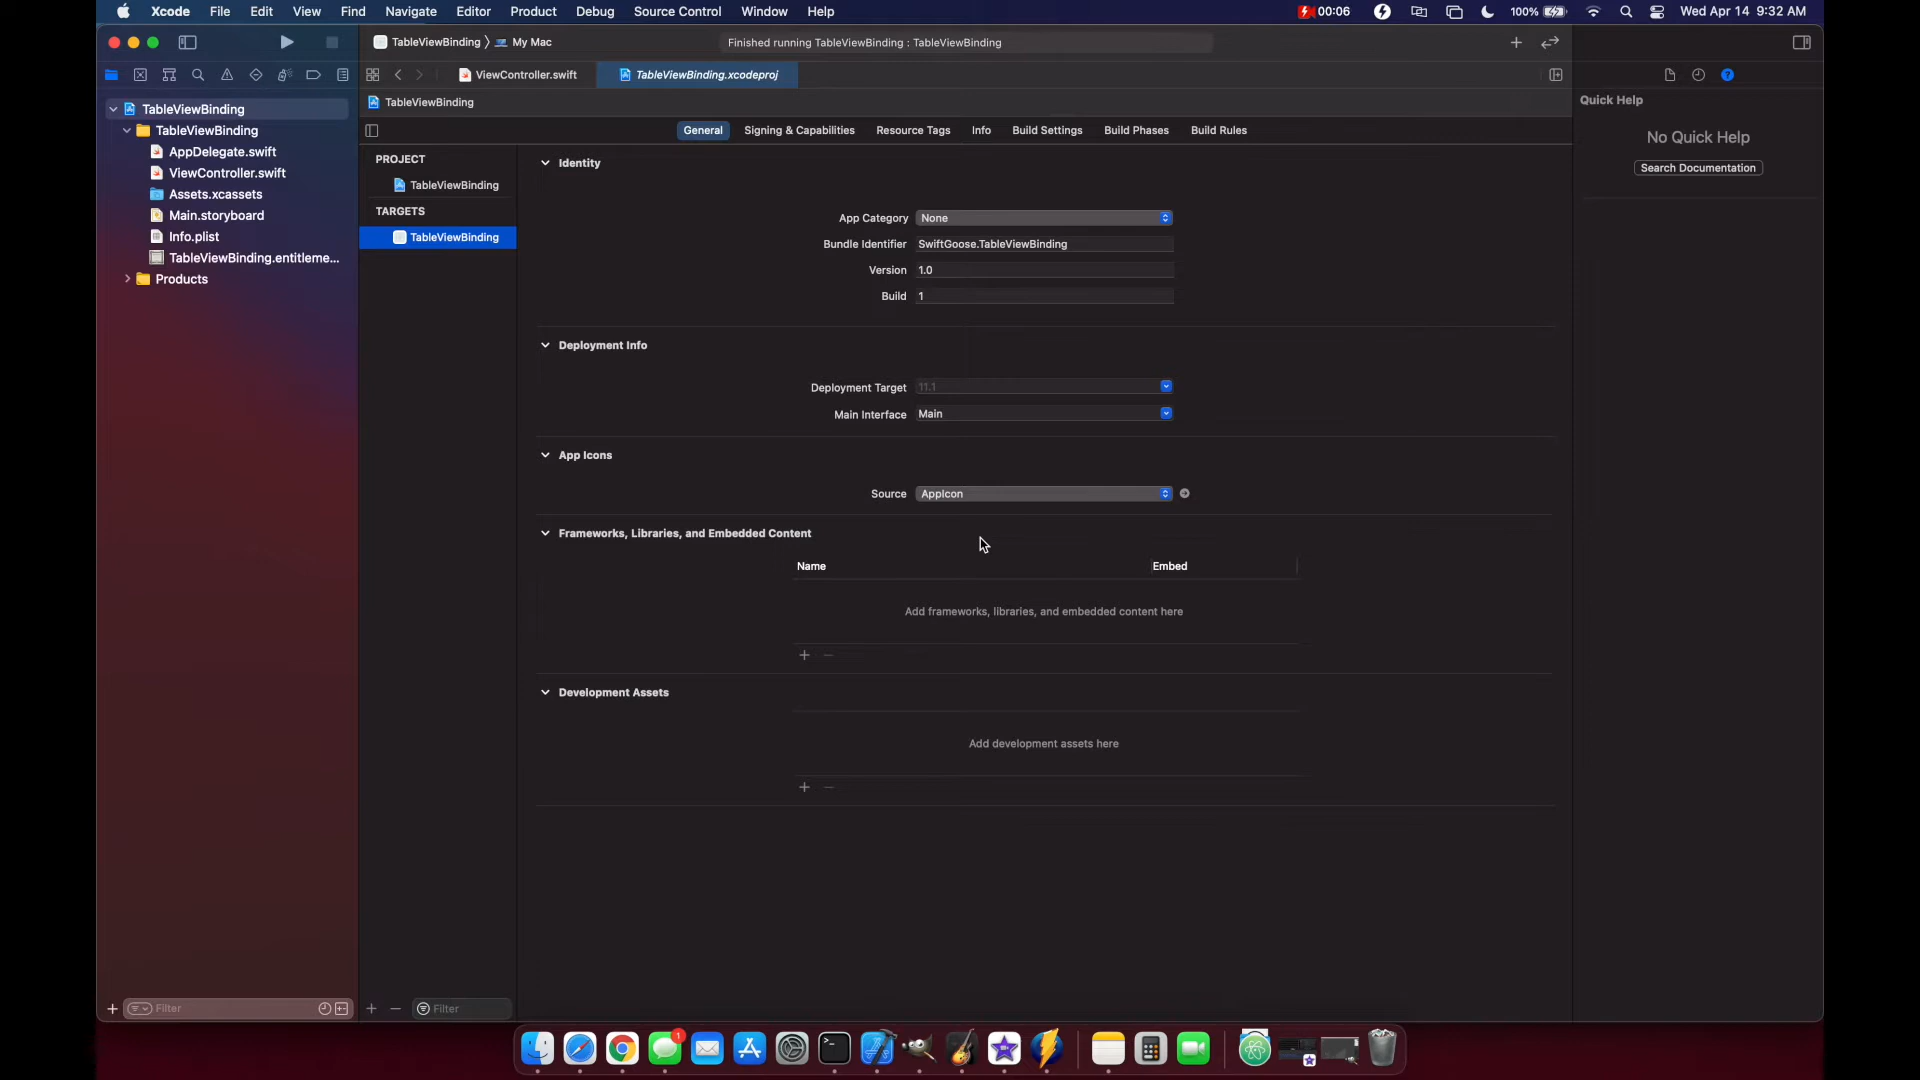 Xcode File Edit View Find Navigate Editor Product Debug Source Control Window Help 00:06 100% Wed Apr 14 9:32 AM
TableViewBinding My Mac Finished running TableViewBinding : TableViewBinding
ViewController.swift TableViewBinding.xcodeproj
TableViewBinding
General Signing & Capabilities Resource Tags Info Build Settings Build Phases Build Rules
TableViewBinding
TableViewBinding
AppDelegate.swift
ViewController.swift
Assets.xcassets
Main.storyboard
Info.plist
TableViewBinding.entitleme...
Products
Filter
PROJECT
TableViewBinding
TARGETS
TableViewBinding
Filter
Identity
App Category None
Bundle Identifier SwiftGoose.TableViewBinding
Version 1.0
Build 1
Deployment Info
Deployment Target 11.1
Main Interface Main
App Icons
Source AppIcon
Frameworks, Libraries, and Embedded Content
Name Embed
Add frameworks, libraries, and embedded content here
Development Assets
Add development assets here
Quick Help
No Quick Help
Search Documentation
1